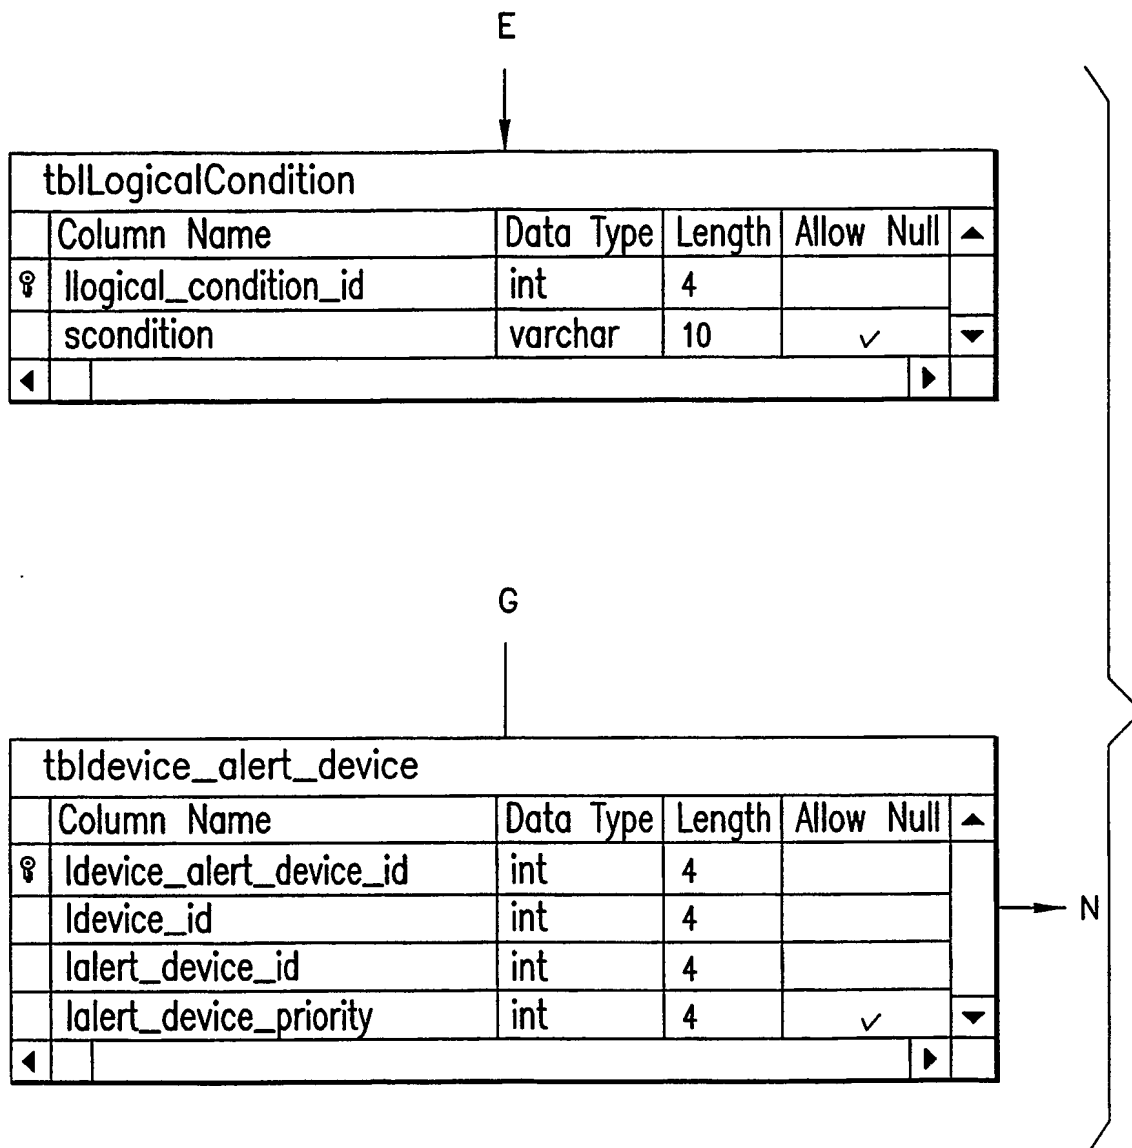 E
tblLogicalCondition
Column Name Data Type Length Allow Null
llogical_condition_id int 4
scondition varchar 10 ✓
G
tbldevice_alert_device
Column Name Data Type Length Allow Null
ldevice_alert_device_id int 4
ldevice_id int 4
lalert_device_id int 4
lalert_device_priority int 4 ✓
N